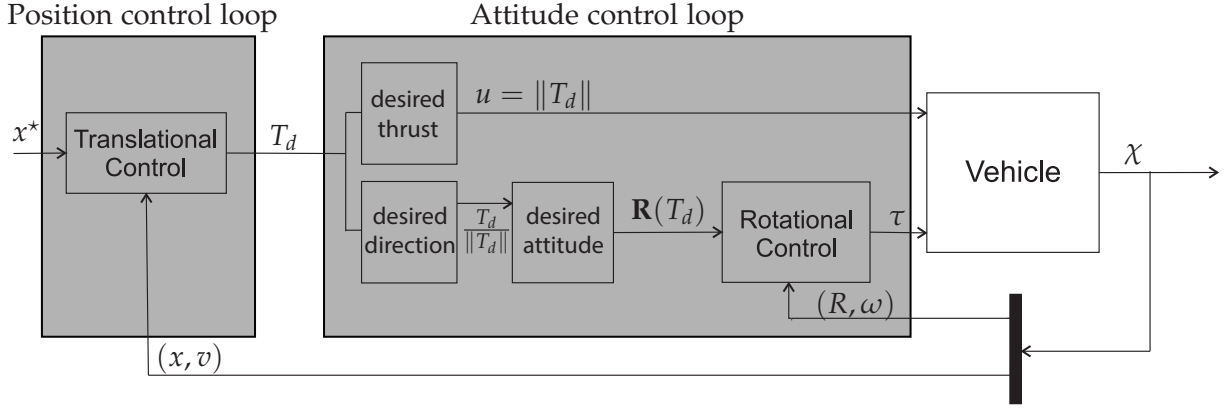 Position control loop
Attitude control loop
x⋆
Translational
Control
T_d
desired
thrust
u = ‖T_d‖
desired
direction
T_d
‖T_d‖
desired
attitude
R(T_d)
Rotational
Control
τ
Vehicle
χ
(R, ω)
(x, v)